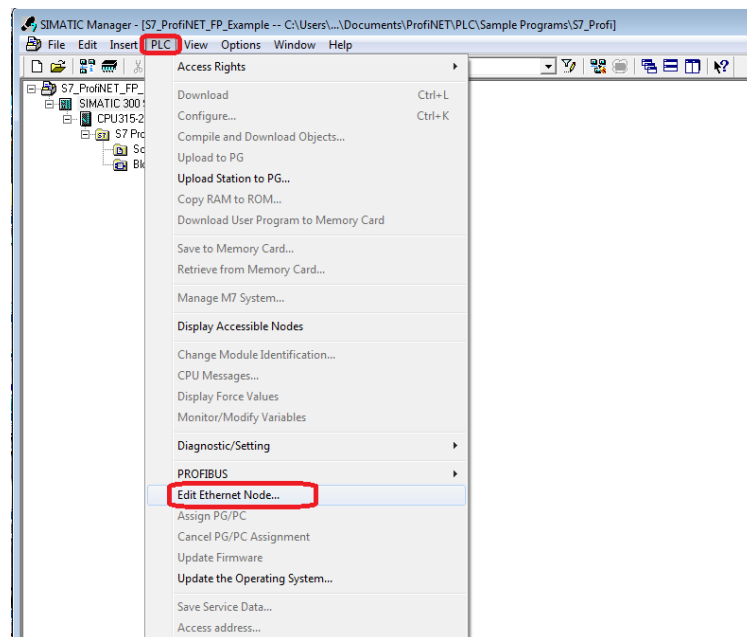 SIMATIC Manager - [S7_ProfiNET_FP_Example -- C:\Users\...\Documents\ProfiNET\PLC\Sample Programs\S7_Profi]
File Edit Insert PLC View Options Window Help
S7_ProfiNET_FP_
SIMATIC 300
CPU315-2
S7 Pro
Access Rights
Download Ctrl+L
Configure... Ctrl+K
Compile and Download Objects...
Upload to PG
Upload Station to PG...
Copy RAM to ROM...
Download User Program to Memory Card
Save to Memory Card...
Retrieve from Memory Card...
Manage M7 System...
Display Accessible Nodes
Change Module Identification...
CPU Messages...
Display Force Values
Monitor/Modify Variables
Diagnostic/Setting
PROFIBUS
Edit Ethernet Node...
Assign PG/PC
Cancel PG/PC Assignment
Update Firmware
Update the Operating System...
Save Service Data...
Access address...